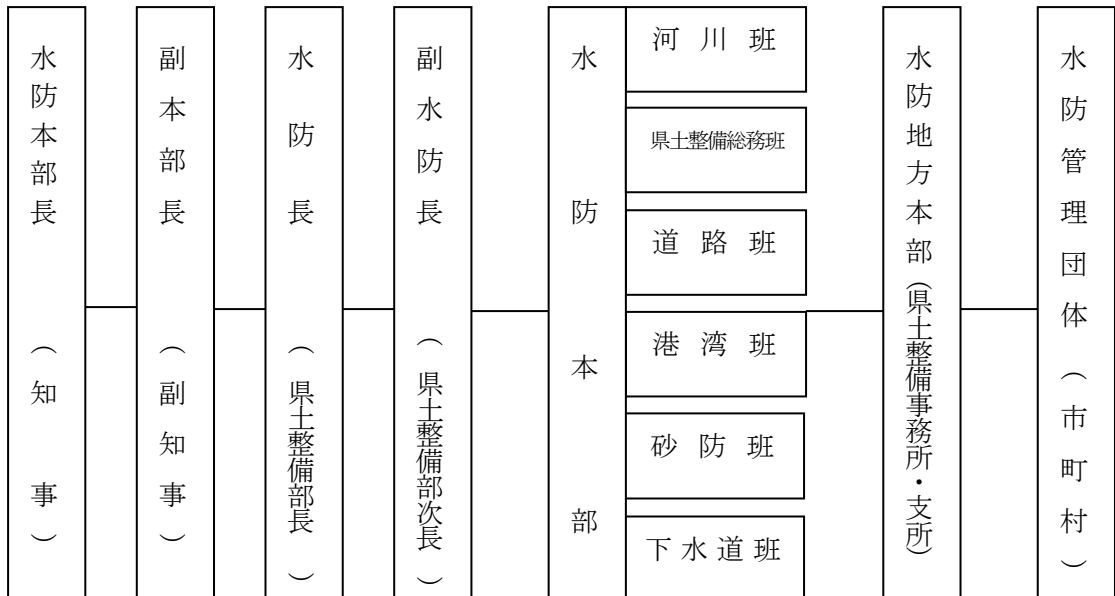 水防本部長（知事）
副本部長（副知事）
水防長（県土整備部長）
副水防長（県土整備部次長）
水防本部
河川班
県土整備総務班
道路班
港湾班
砂防班
下水道班
水防地方本部（県土整備事務所・支所）
水防管理団体（市町村）